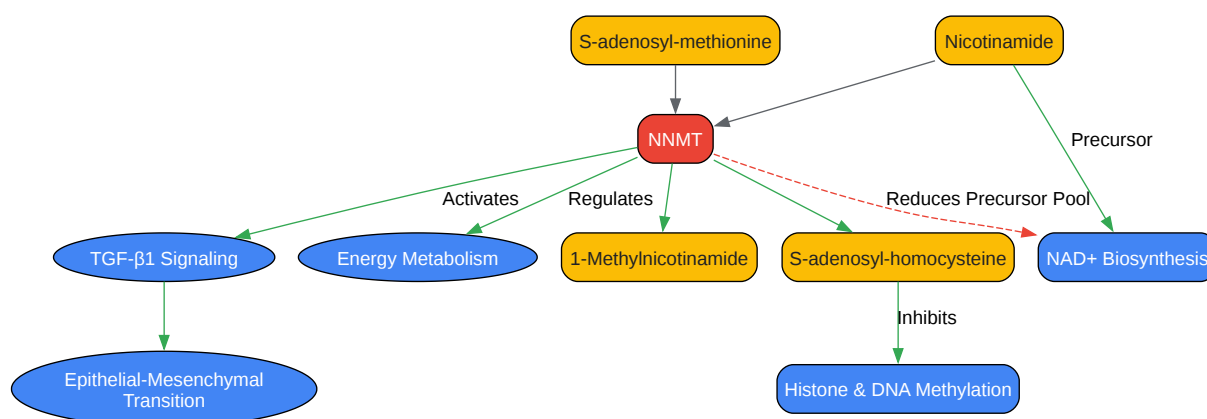 S-adenosyl-methionine
Nicotinamide
NNMT
Precursor
Activates
Regulates
Reduces Precursor Pool
TGF-β1 Signaling
Energy Metabolism
1-Methylnicotinamide
S-adenosyl-homocysteine
NAD+ Biosynthesis
Inhibits
Epithelial-Mesenchymal
Transition
Histone & DNA Methylation